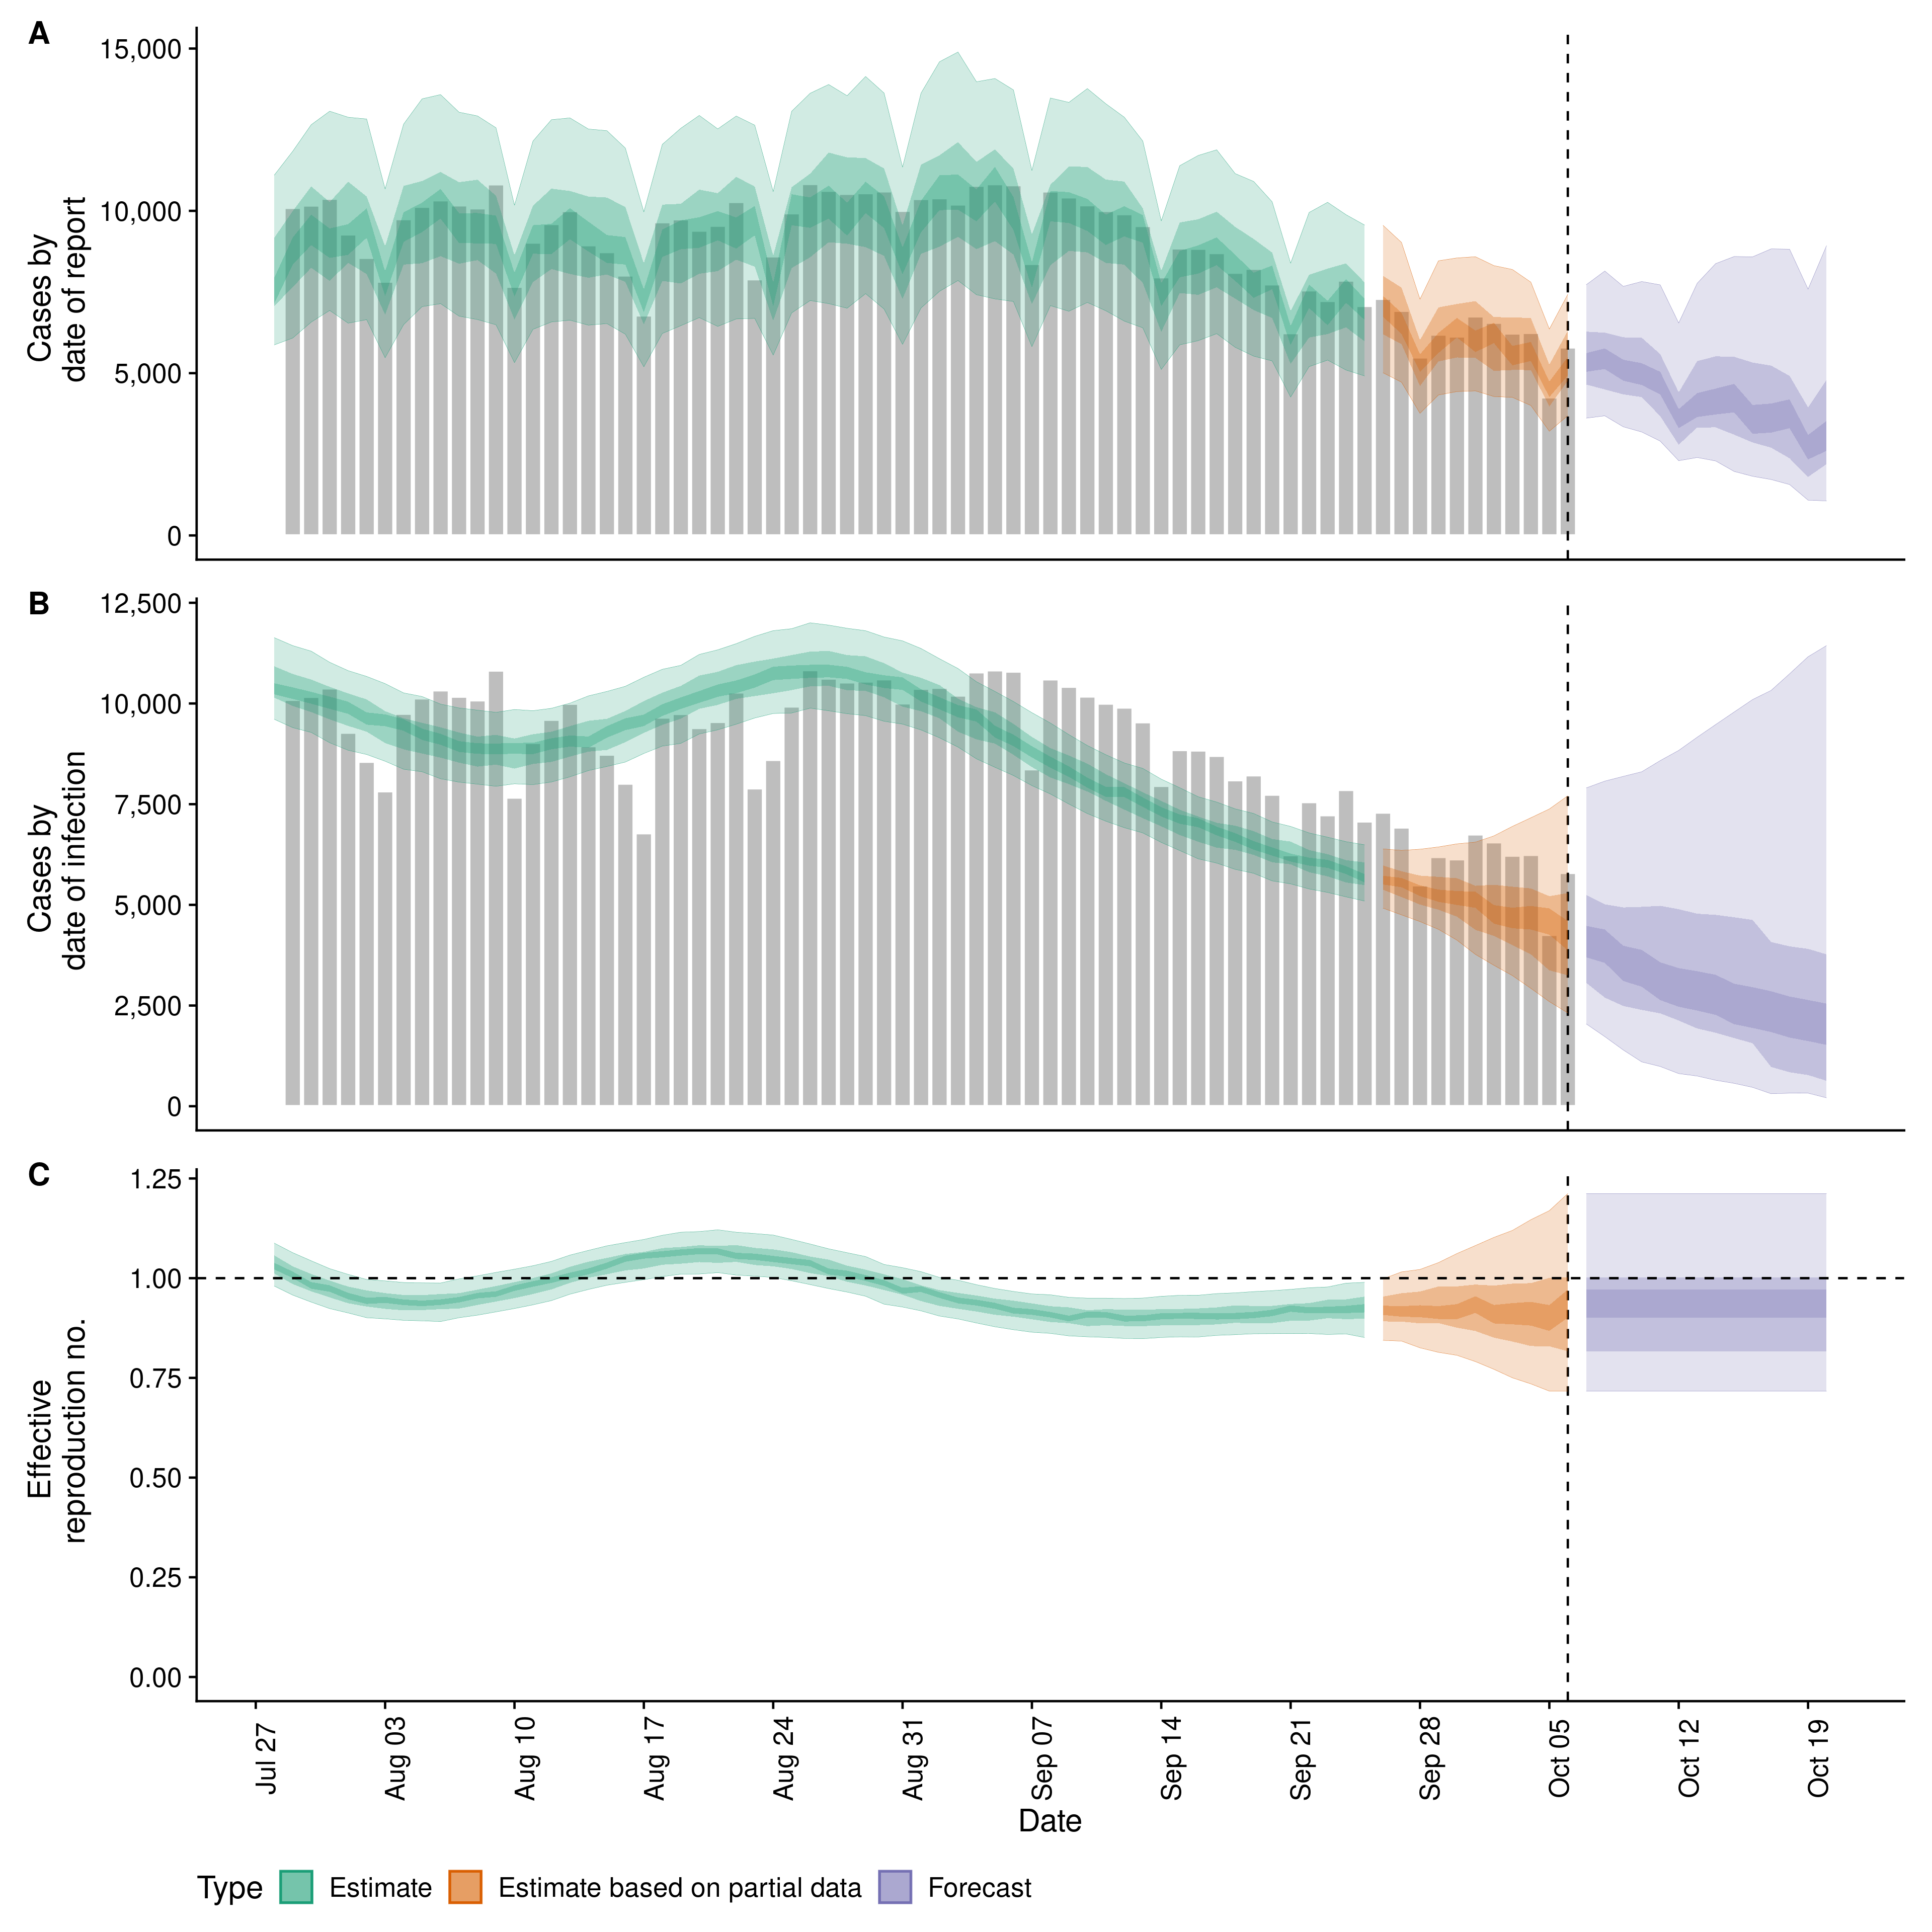 A
Cases by
date of report
15,000
10,000
5,000
0
B
Cases by
date of infection
12,500
10,000
7,500
5,000
2,500
0
C
Effective
reproduction no.
1.25
1.00
0.75
0.50
0.25
0.00
Jul 27
Aug 03
Aug 10
Aug 17
Aug 24
Aug 31
Sep 07
Sep 14
Sep 21
Sep 28
Oct 05
Oct 12
Oct 19
Date
Type Estimate Estimate based on partial data Forecast